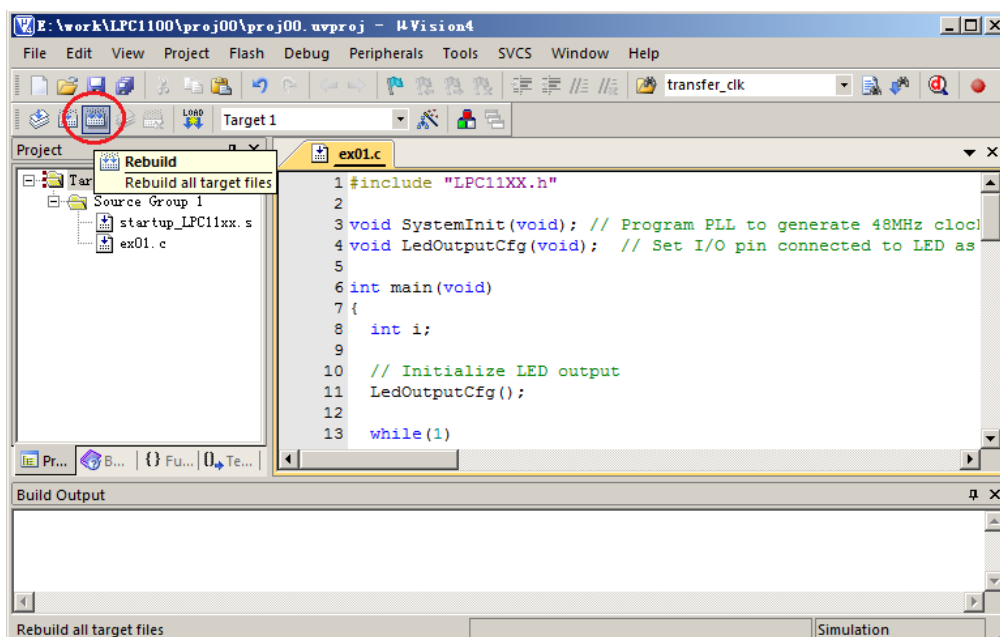 E:\work\LPC1100\proj00\proj00.uvproj - µVision4
File Edit View Project Flash Debug Peripherals Tools SVCS Window Help
transfer_clk
LOAD Target 1
Project
ex01.c
Rebuild
Rebuild all target files
Source Group 1
startup_LPC11xx.s
ex01.c
1 #include "LPC11XX.h"
2
3 void SystemInit(void); // Program PLL to generate 48MHz cloc
4 void LedOutputCfg(void); // Set I/O pin connected to LED as
5
6 int main(void)
7 {
8 int i;
9
10 // Initialize LED output
11 LedOutputCfg();
12
13 while(1)
Pr... B... {} Fu... 0 Te...
Build Output
Rebuild all target files
Simulation